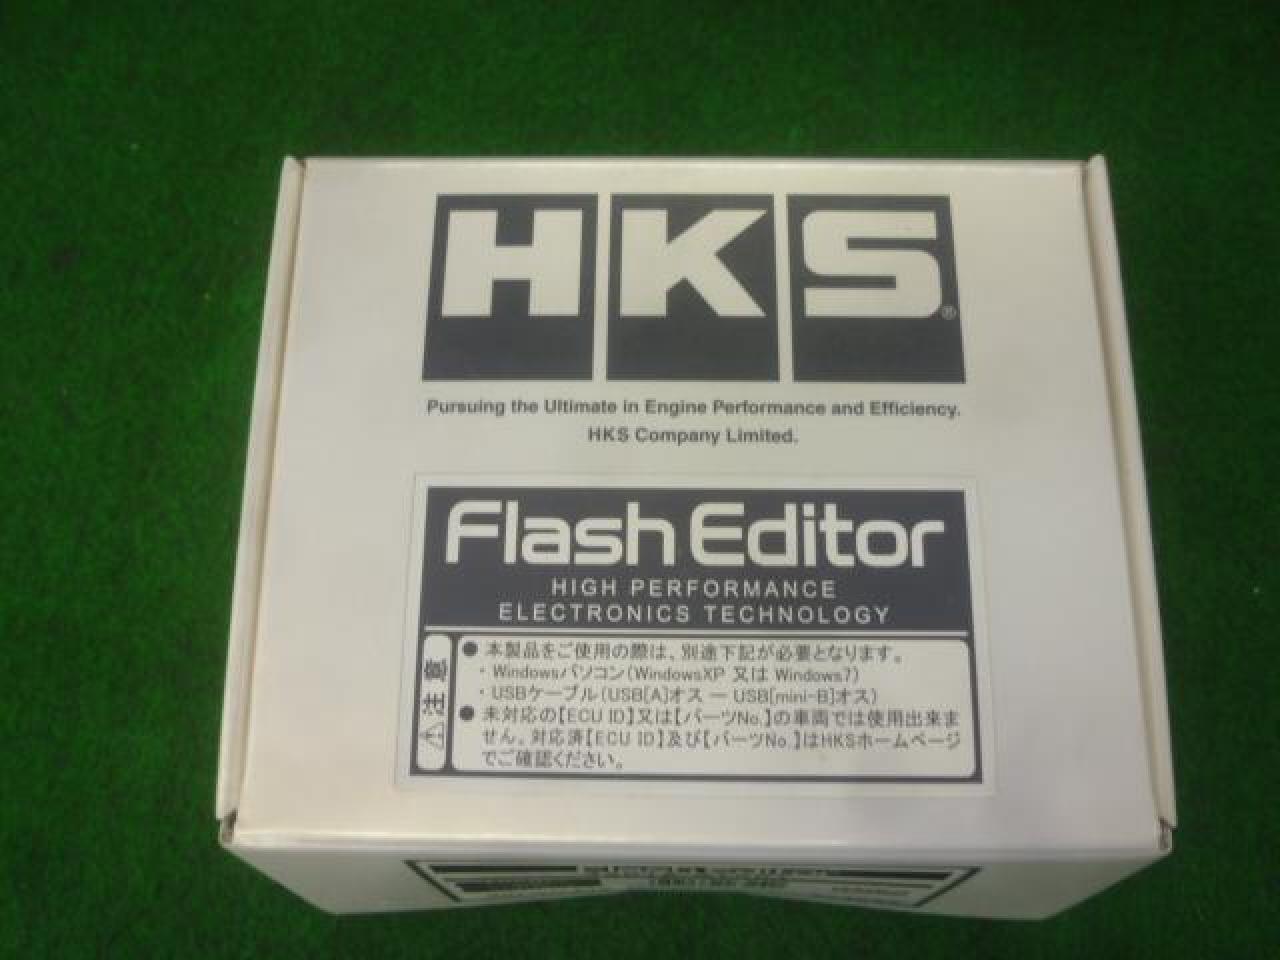 HKS®
Pursuing the Ultimate in Engine Performance and Efficiency.
HKS Company Limited.
Flash Editor
HIGH PERFORMANCE
ELECTRONICS TECHNOLOGY
⚠注意
● 本製品をご使用の際は、別途下記が必要となります。
・Windowsパソコン(WindowsXP 又は Windows7)
・USBケーブル(USB[A]オス ー USB[mini-B]オス)
● 未対応の【ECU ID】又は【パーツNo.】の車両では使用出来ま
せん。対応済【ECU ID】及び【パーツNo.】はHKSホームページ
でご確認ください。